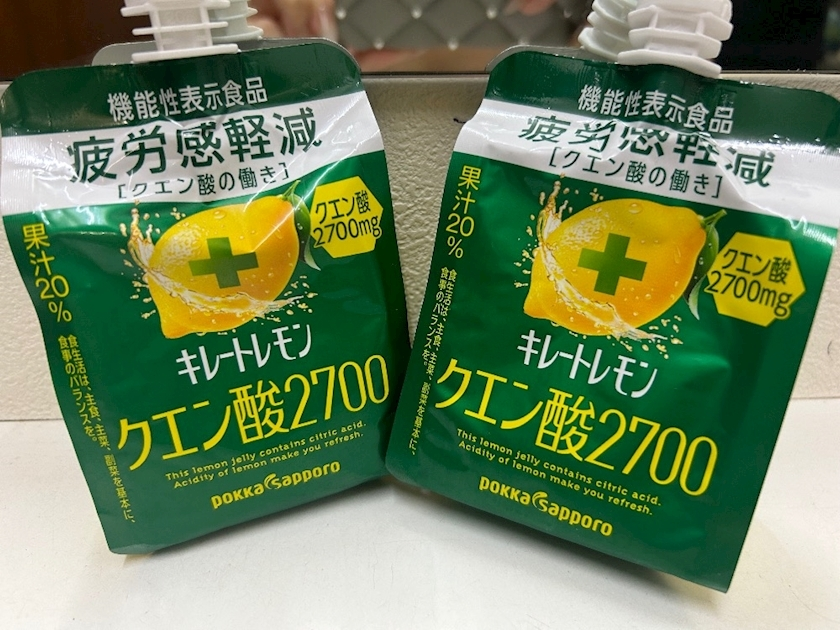 機能性表示食品
疲労感軽減
[クエン酸の働き]
果汁20%
クエン酸
2700mg
食生活は、主食、主菜、副菜を基本に、
食事のバランスを。
キレートレモン
クエン酸2700
This lemon jelly contains citric acid.
Acidity of lemon make you refresh.
pokka sapporo
機能性表示食品
疲労感軽減
[クエン酸の働き]
果汁20%
クエン酸
2700mg
食生活は、主食、主菜、副菜を基本に、
食事のバランスを。
キレートレモン
クエン酸2700
This lemon jelly contains citric acid.
Acidity of lemon make you refresh.
pokka sapporo